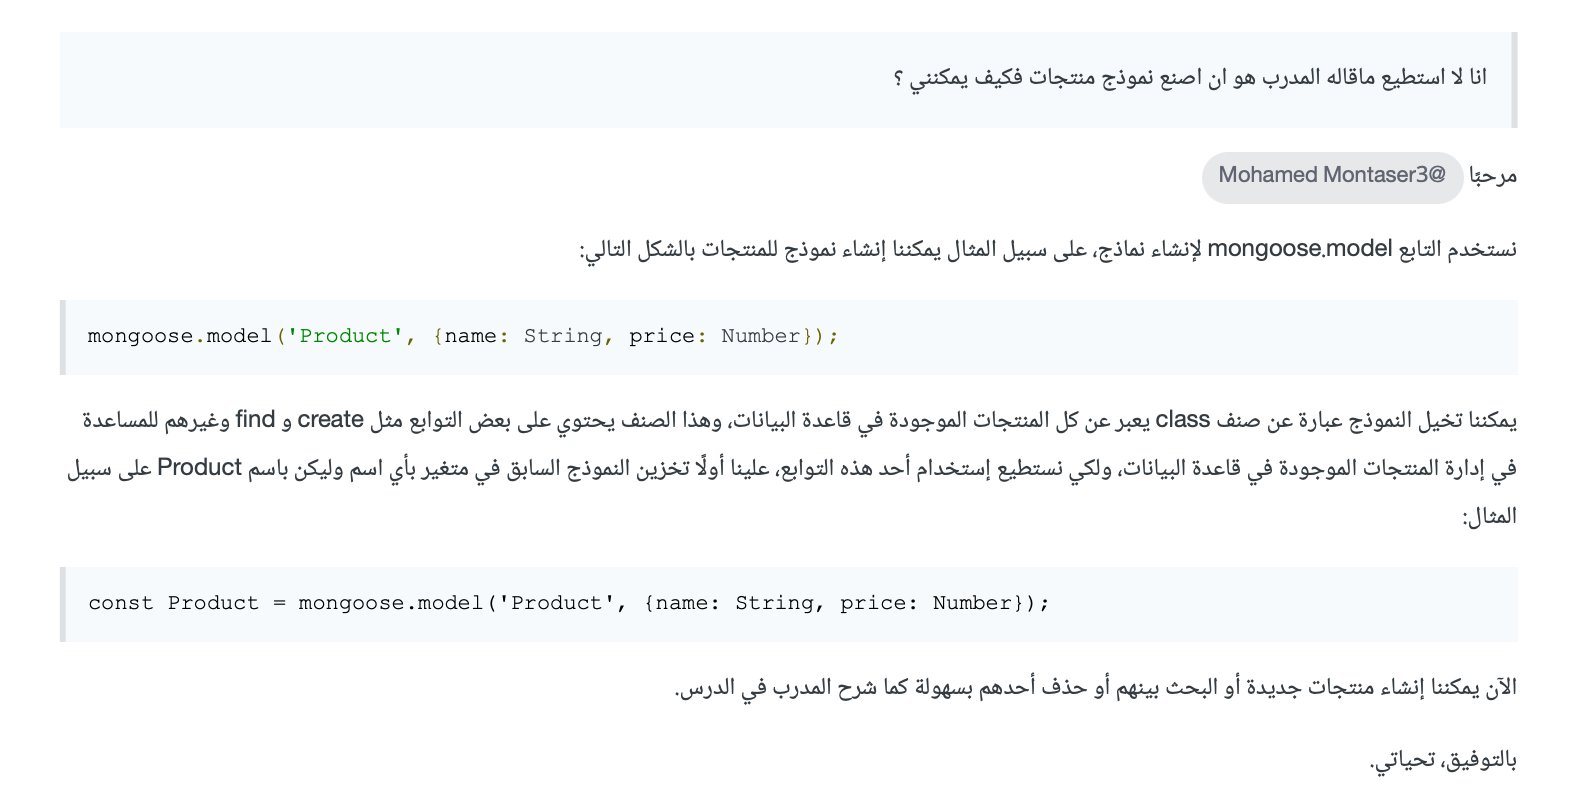 انا لا استطيع ماقاله المدرب هو ان اصنع نموذج منتجات فكيف يمكنني ؟
مرحبًا @Mohamed Montaser3
نستخدم التابع mongoose.model لإنشاء نماذج، على سبيل المثال يمكننا إنشاء نموذج للمنتجات بالشكل التالي:
mongoose.model('Product', {name: String, price: Number});
يمكننا تخيل النموذج عبارة عن صنف class يعبر عن كل المنتجات الموجودة في قاعدة البيانات، وهذا الصنف يحتوي على بعض التوابع مثل create و find وغيرهم للمساعدة
في إدارة المنتجات الموجودة في قاعدة البيانات، ولكي نستطيع إستخدام أحد هذه التوابع، علينا أولًا تخزين النموذج السابق في متغير بأي اسم وليكن باسم Product على سبيل
المثال:
const Product = mongoose.model('Product', {name: String, price: Number});
الآن يمكننا إنشاء منتجات جديدة أو البحث بينهم أو حذف أحدهم بسهولة كما شرح المدرب في الدرس.
بالتوفيق، تحياتي.